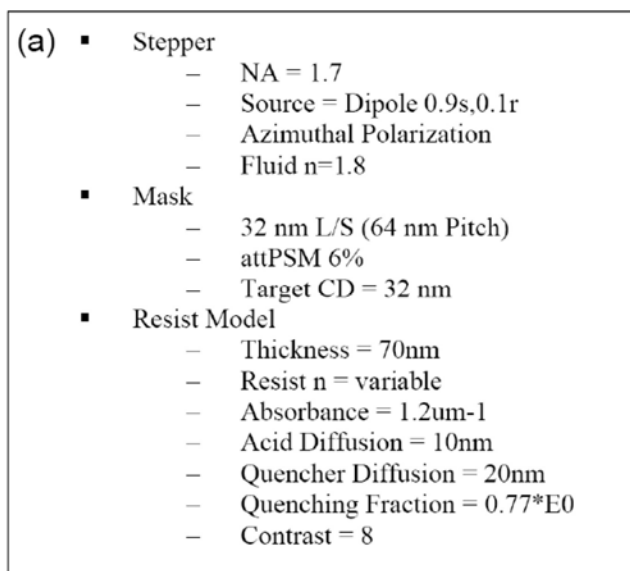 (a) ▪ Stepper
– NA = 1.7
– Source = Dipole 0.9s,0.1r
– Azimuthal Polarization
– Fluid n=1.8
▪ Mask
– 32 nm L/S (64 nm Pitch)
– attPSM 6%
– Target CD = 32 nm
▪ Resist Model
– Thickness = 70nm
– Resist n = variable
– Absorbance = 1.2um-1
– Acid Diffusion = 10nm
– Quencher Diffusion = 20nm
– Quenching Fraction = 0.77*E0
– Contrast = 8